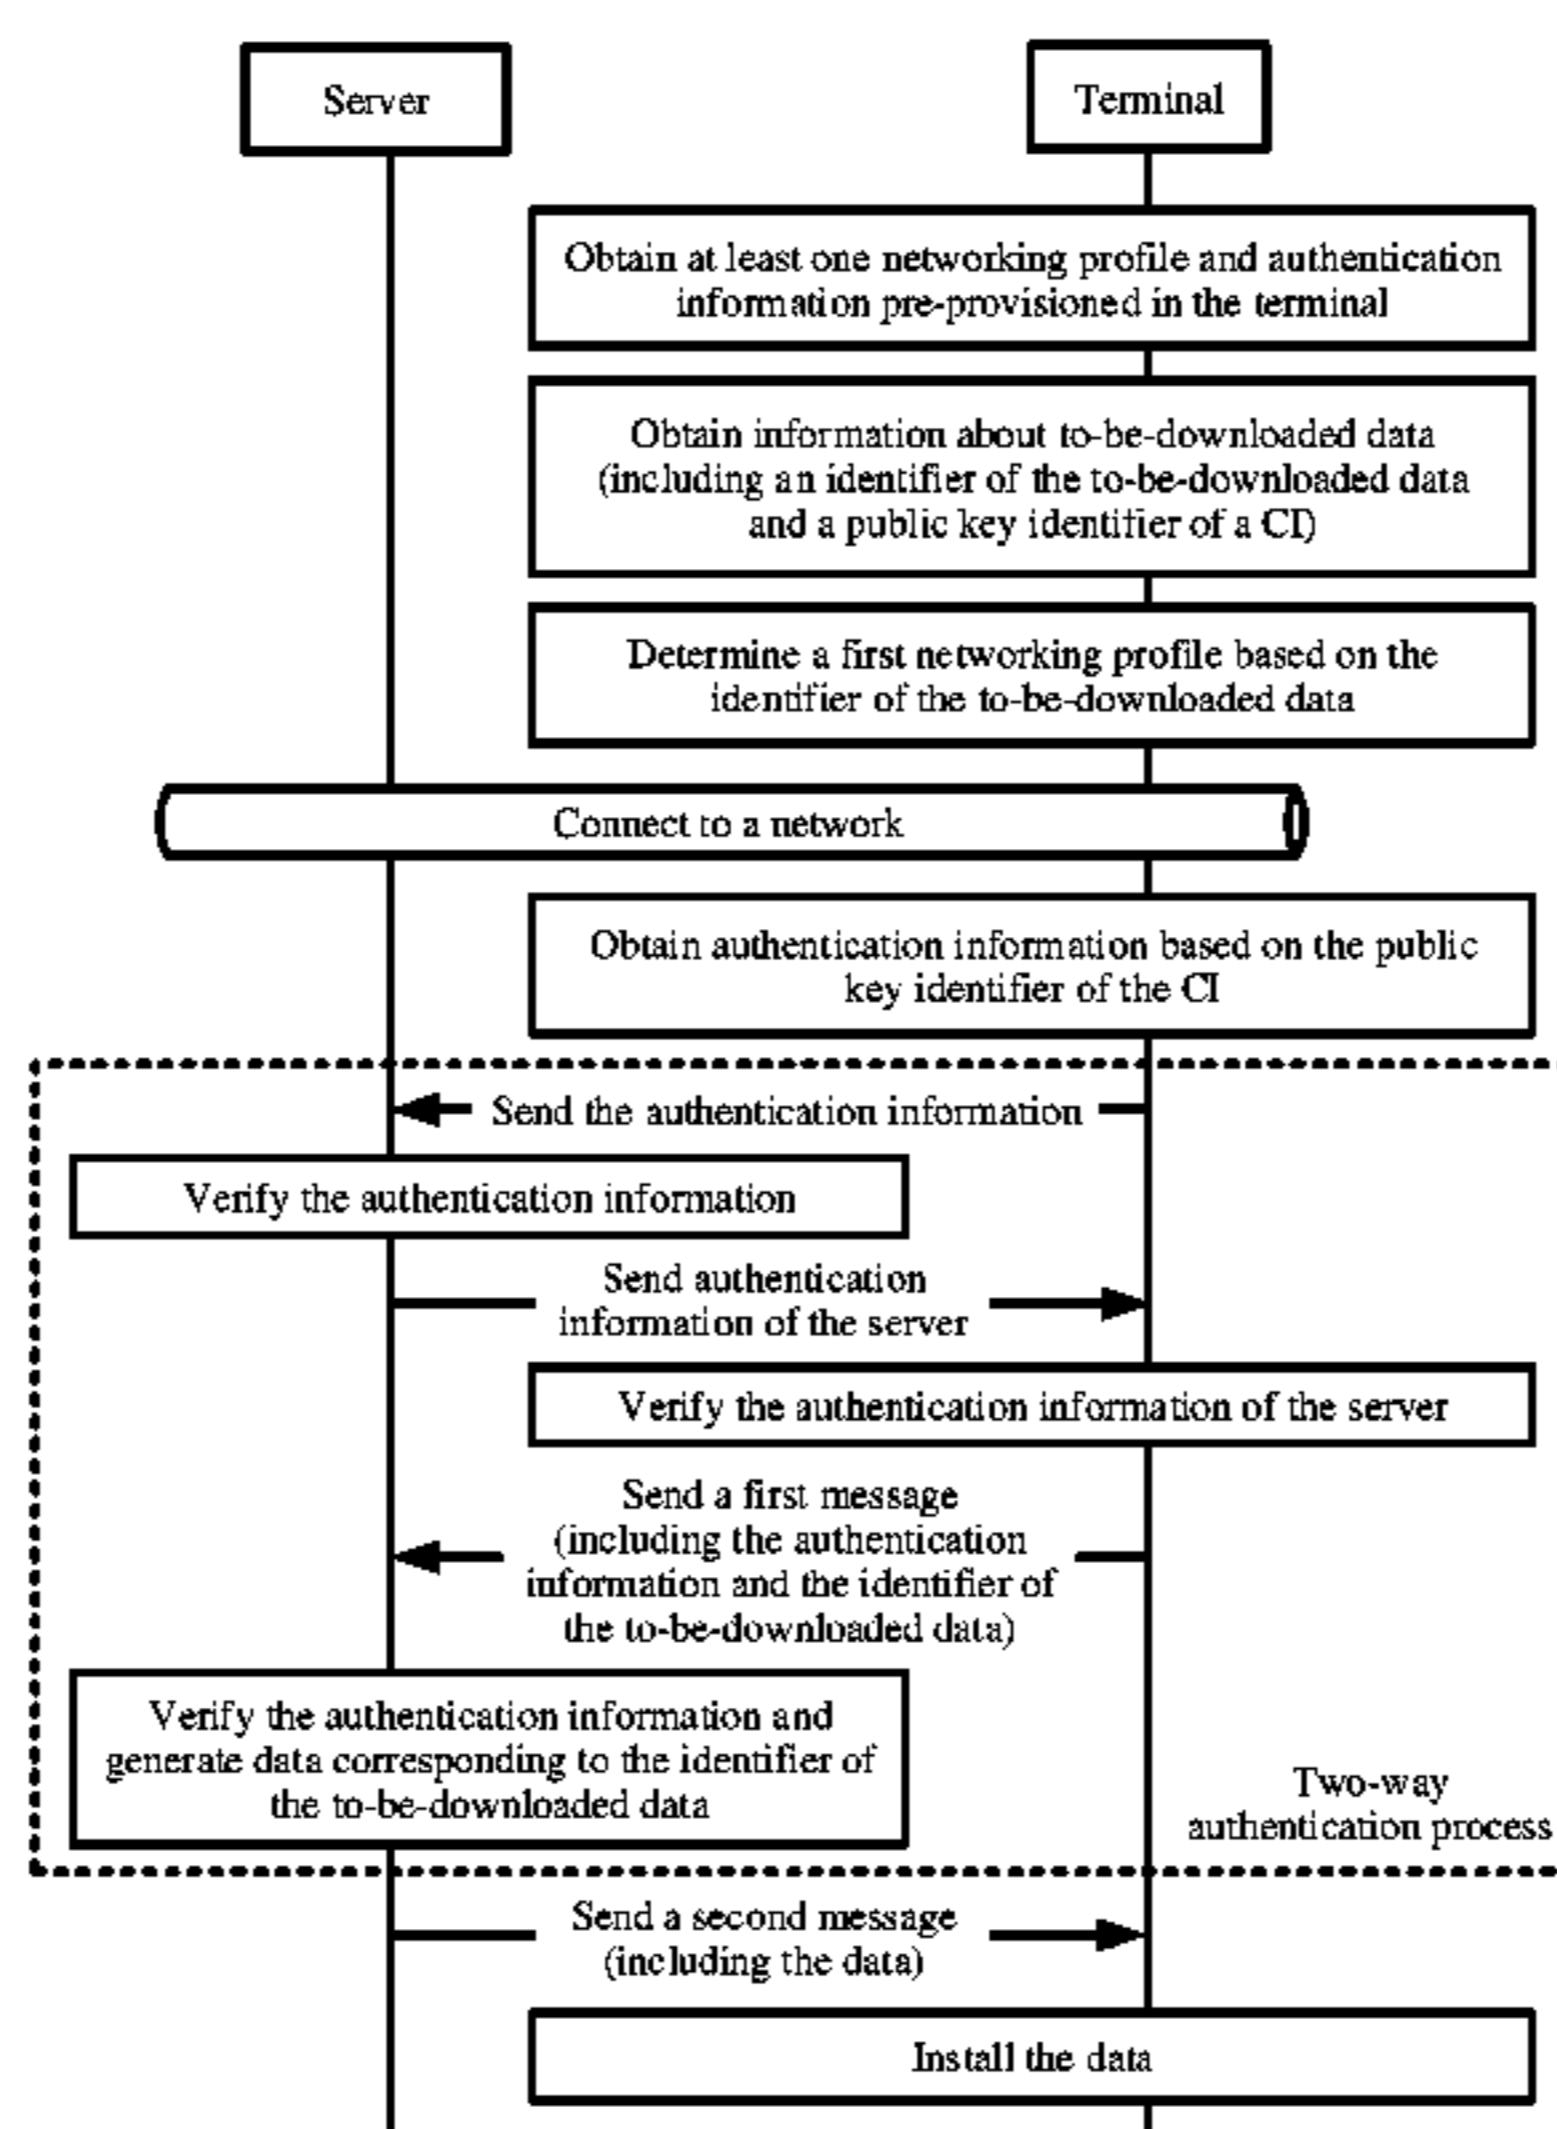 Server
Terminal
Obtain at least one networking profile and authentication
information pre-provisioned in the terminal
Obtain information about to-be-downloaded data
(including an identifier of the to-be-downloaded data
and a public key identifier of a CI)
Determine a first networking profile based on the
identifier of the to-be-downloaded data
Connect to a network
Obtain authentication information based on the public
key identifier of the CI
Send the authentication information
Verify the authentication information
Send authentication
information of the server
Verify the authentication information of the server
Send a first message
(including the authentication
information and the identifier of
the to-be-downloaded data)
Verify the authentication information and
generate data corresponding to the identifier of
the to-be-downloaded data
Two-way
authentication process
Send a second message
(including the data)
Install the data